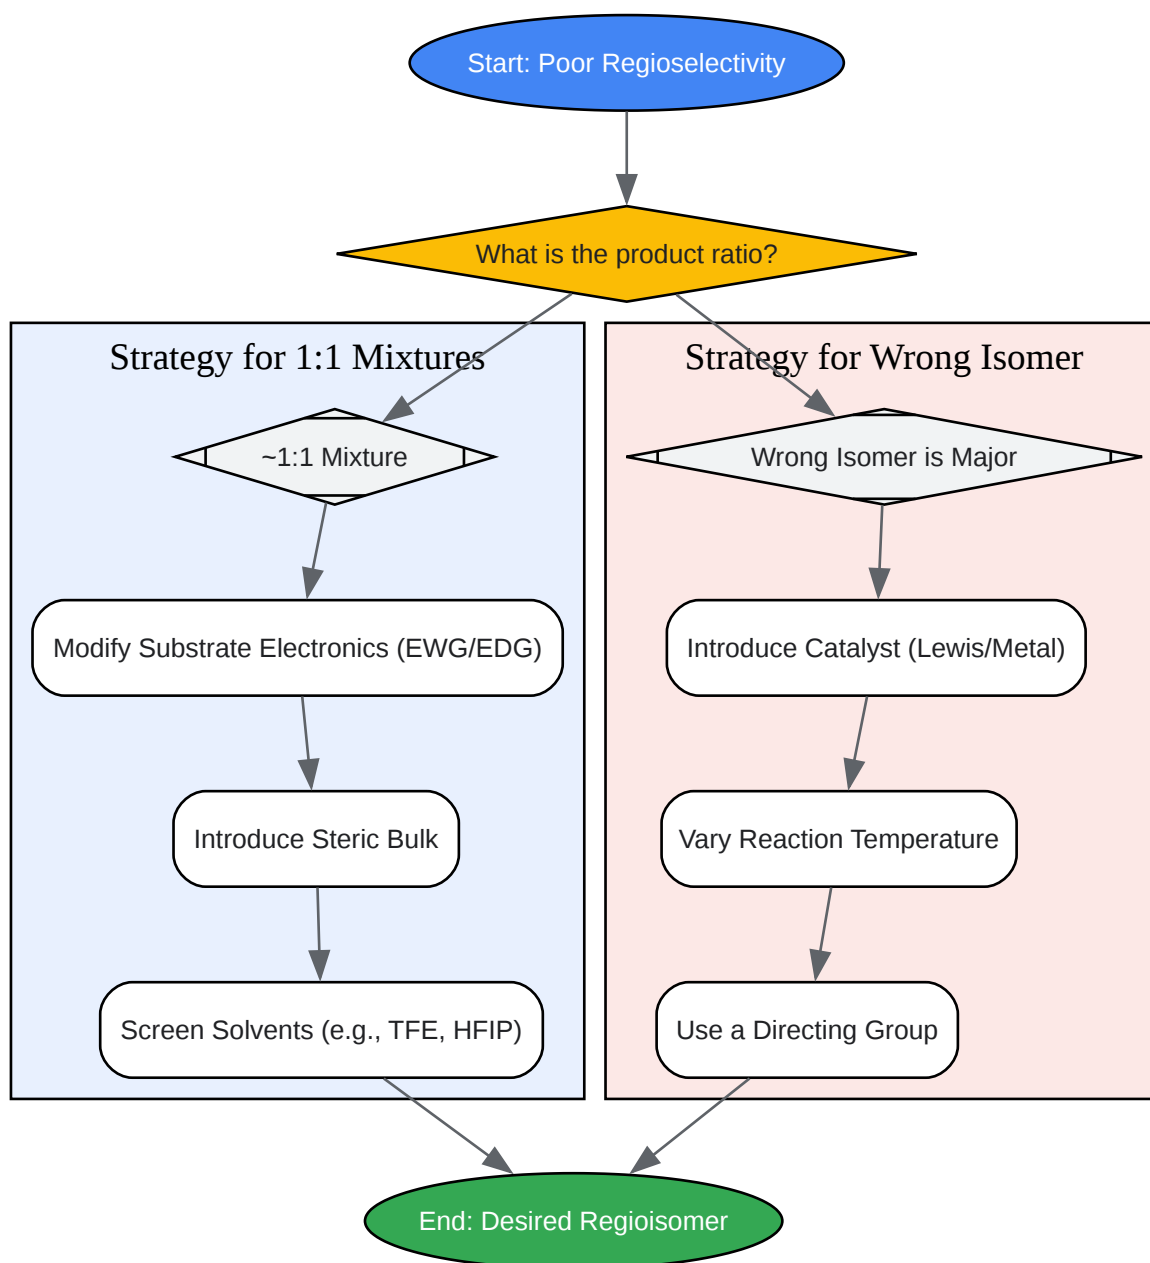 Start: Poor Regioselectivity
What is the product ratio?
Strategy for 1:1 Mixtures
~1:1 Mixture
Modify Substrate Electronics (EWG/EDG)
Introduce Steric Bulk
Screen Solvents (e.g., TFE, HFIP)
Strategy for Wrong Isomer
Wrong Isomer is Major
Introduce Catalyst (Lewis/Metal)
Vary Reaction Temperature
Use a Directing Group
End: Desired Regioisomer